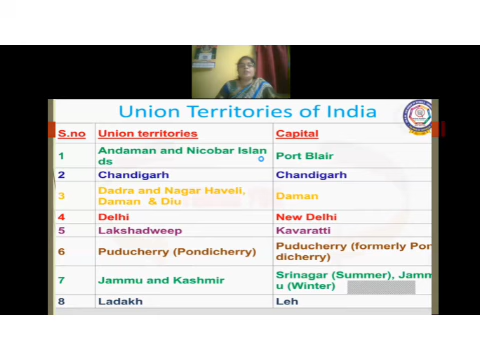 Union Territories of India
S.no Union territories Capital
1 Andaman and Nicobar Islan
ds Port Blair
2 Chandigarh Chandigarh
3 Dadra and Nagar Haveli,
Daman & Diu Daman
4 Delhi New Delhi
5 Lakshadweep Kavaratti
6 Puducherry (Pondicherry) Puducherry (formerly Pon
dicherry)
7 Jammu and Kashmir Srinagar (Summer), Jamm
u (Winter)
8 Ladakh Leh